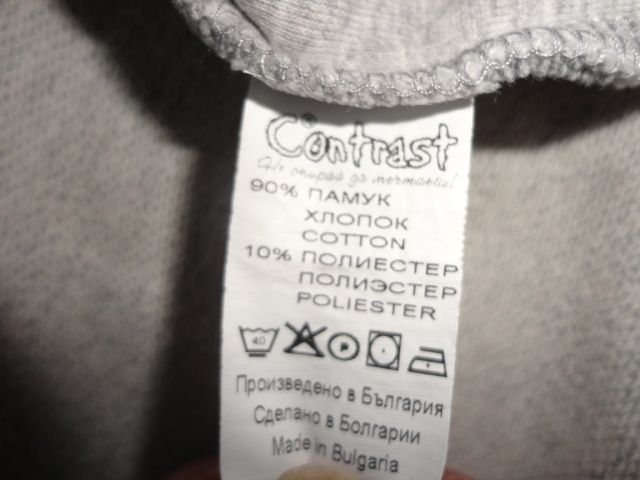 Contrast®
Не спирай да мечтаеш!
90% ПАМУК
ХЛОПОК
COTTON
10% ПОЛИЕСТЕР
ПОЛИЭСТЕР
POLIESTER
40 P
Произведено в България
Сделано в Болгарии
Made in Bulgaria